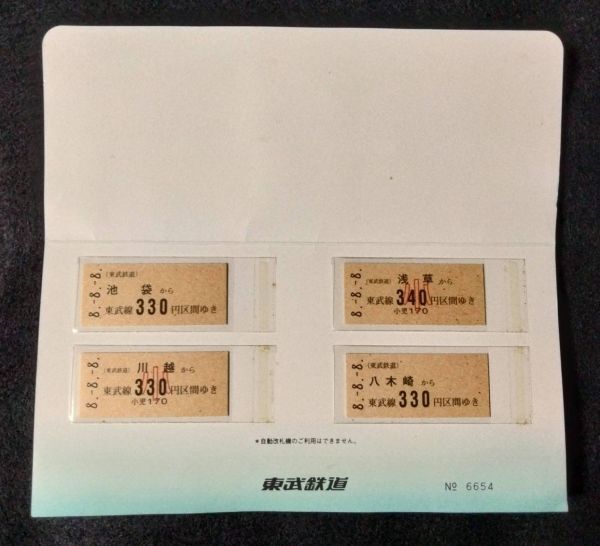 8.-8.-8.
(東武鉄道)
池袋から
東武線330円区間ゆき
8.-8.-8.
(東武鉄道) 浅草から
小
東武線340円区間ゆき
小児170
8.-8.-8.
(東武鉄道) 川越から
小
東武線330円区間ゆき
小児170
8.-8.-8.
(東武鉄道)
八木崎から
東武線330円区間ゆき
*自動改札機のご利用はできません。
東武鉄道
№ 6654